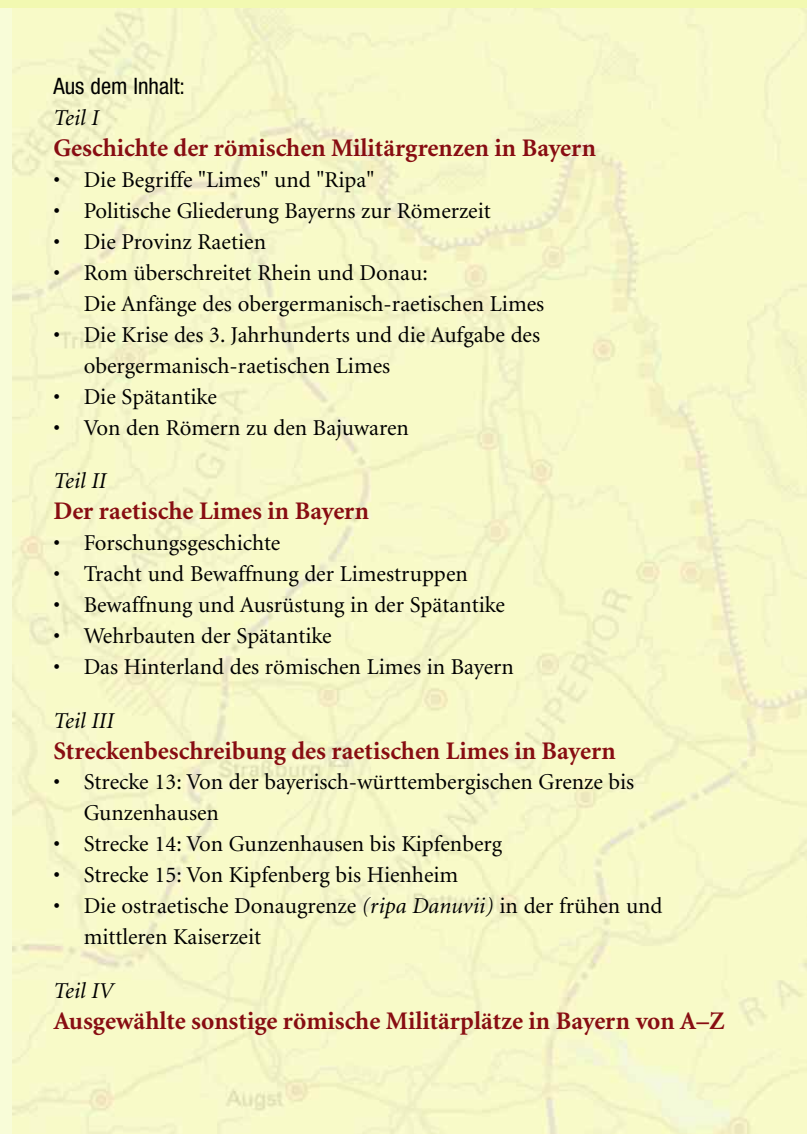 Aus dem Inhalt:
Teil I
Geschichte der römischen Militärgrenzen in Bayern
• Die Begriffe "Limes" und "Ripa"
• Politische Gliederung Bayerns zur Römerzeit
• Die Provinz Raetien
• Rom überschreitet Rhein und Donau:
Die Anfänge des obergermanisch-raetischen Limes
• Die Krise des 3. Jahrhunderts und die Aufgabe des
obergermanisch-raetischen Limes
• Die Spätantike
• Von den Römern zu den Bajuwaren
Teil II
Der raetische Limes in Bayern
• Forschungsgeschichte
• Tracht und Bewaffnung der Limestruppen
• Bewaffnung und Ausrüstung in der Spätantike
• Wehrbauten der Spätantike
• Das Hinterland des römischen Limes in Bayern
Teil III
Streckenbeschreibung des raetischen Limes in Bayern
• Strecke 13: Von der bayerisch-württembergischen Grenze bis
Gunzenhausen
• Strecke 14: Von Gunzenhausen bis Kipfenberg
• Strecke 15: Von Kipfenberg bis Hienheim
• Die ostraetische Donaugrenze (ripa Danuvii) in der frühen und
mittleren Kaiserzeit
Teil IV
Ausgewählte sonstige römische Militärplätze in Bayern von A–Z
GERMANIA
Trier
GALLIA BELGICA
GERMANIA SUPERIOR
Straßburg
Augst